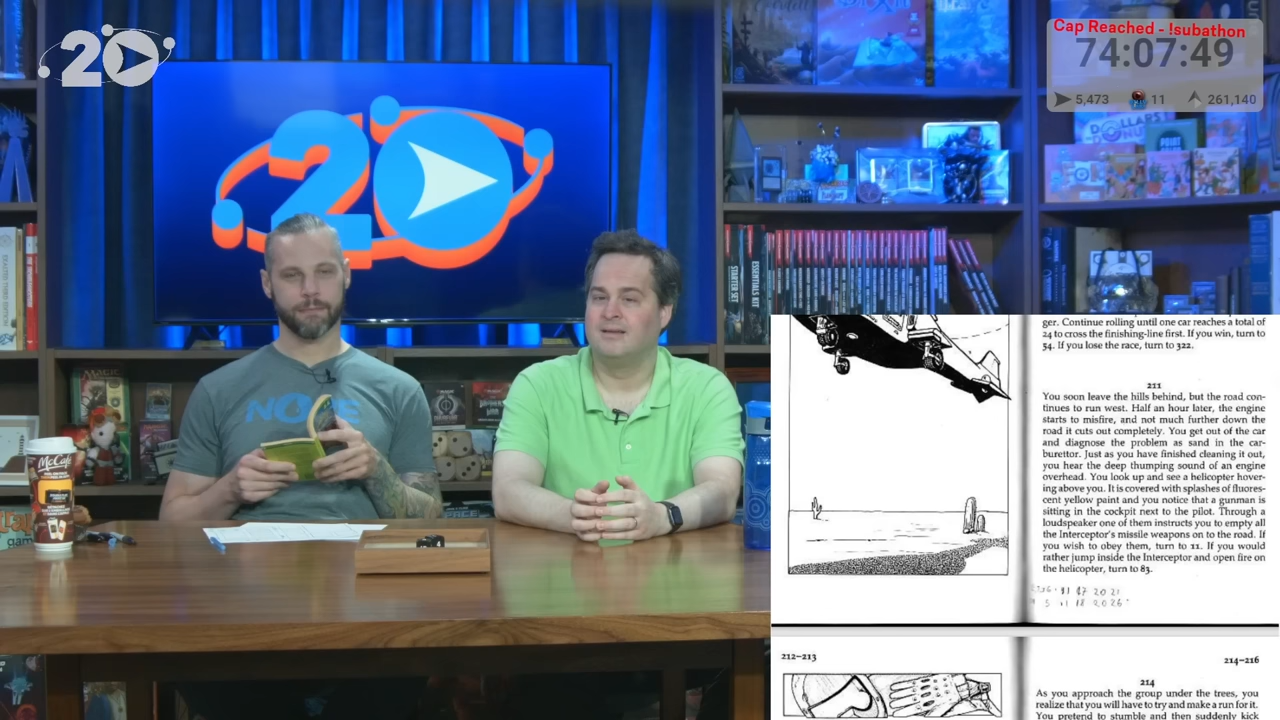 20
Cap Reached - !subathon
74:07:49
5,473 11 261,140
20
DOLLARS
STARTER SET
ESSENTIALS KIT
MAGIC
McCafé
ger. Continue rolling until one car reaches a total of
24 to cross the finishing-line first. If you win, turn to
54. If you lose the race, turn to 322.
211
You soon leave the hills behind, but the road con-
tinues to run west. Half an hour later, the engine
starts to misfire, and not much further down the
road it cuts out completely. You get out of the car
and diagnose the problem as sand in the car-
burettor. Just as you have finished cleaning it out,
you hear the deep thumping sound of an engine
overhead. You look up and see a helicopter hover-
ing above you. It is covered with splashes of fluores-
cent yellow paint and you notice that a gunman is
sitting in the cockpit next to the pilot. Through a
loudspeaker one of them instructs you to empty all
the Interceptor's missile weapons on to the road. If
you wish to obey them, turn to 11. If you would
rather jump inside the Interceptor and open fire on
the helicopter, turn to 83.
212–213
214–216
214
As you approach the group under the trees, you
realize that you will have to try and make a run for it.
You pretend to stumble and then suddenly kick